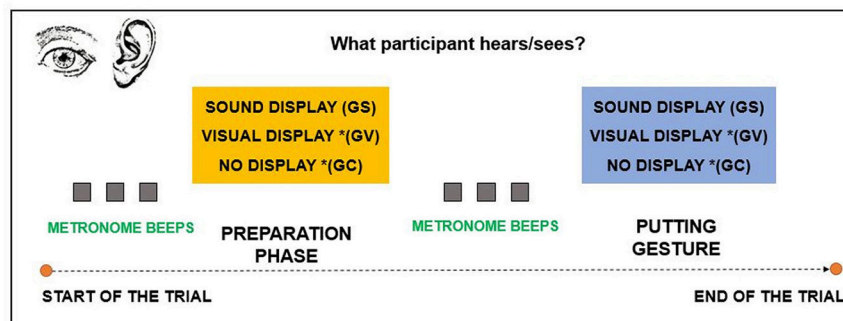 What participant hears/sees?
SOUND DISPLAY (GS)
VISUAL DISPLAY *(GV)
NO DISPLAY *(GC)
SOUND DISPLAY (GS)
VISUAL DISPLAY *(GV)
NO DISPLAY *(GC)
METRONOME BEEPS
PREPARATION
PHASE
METRONOME BEEPS
PUTTING
GESTURE
START OF THE TRIAL
END OF THE TRIAL